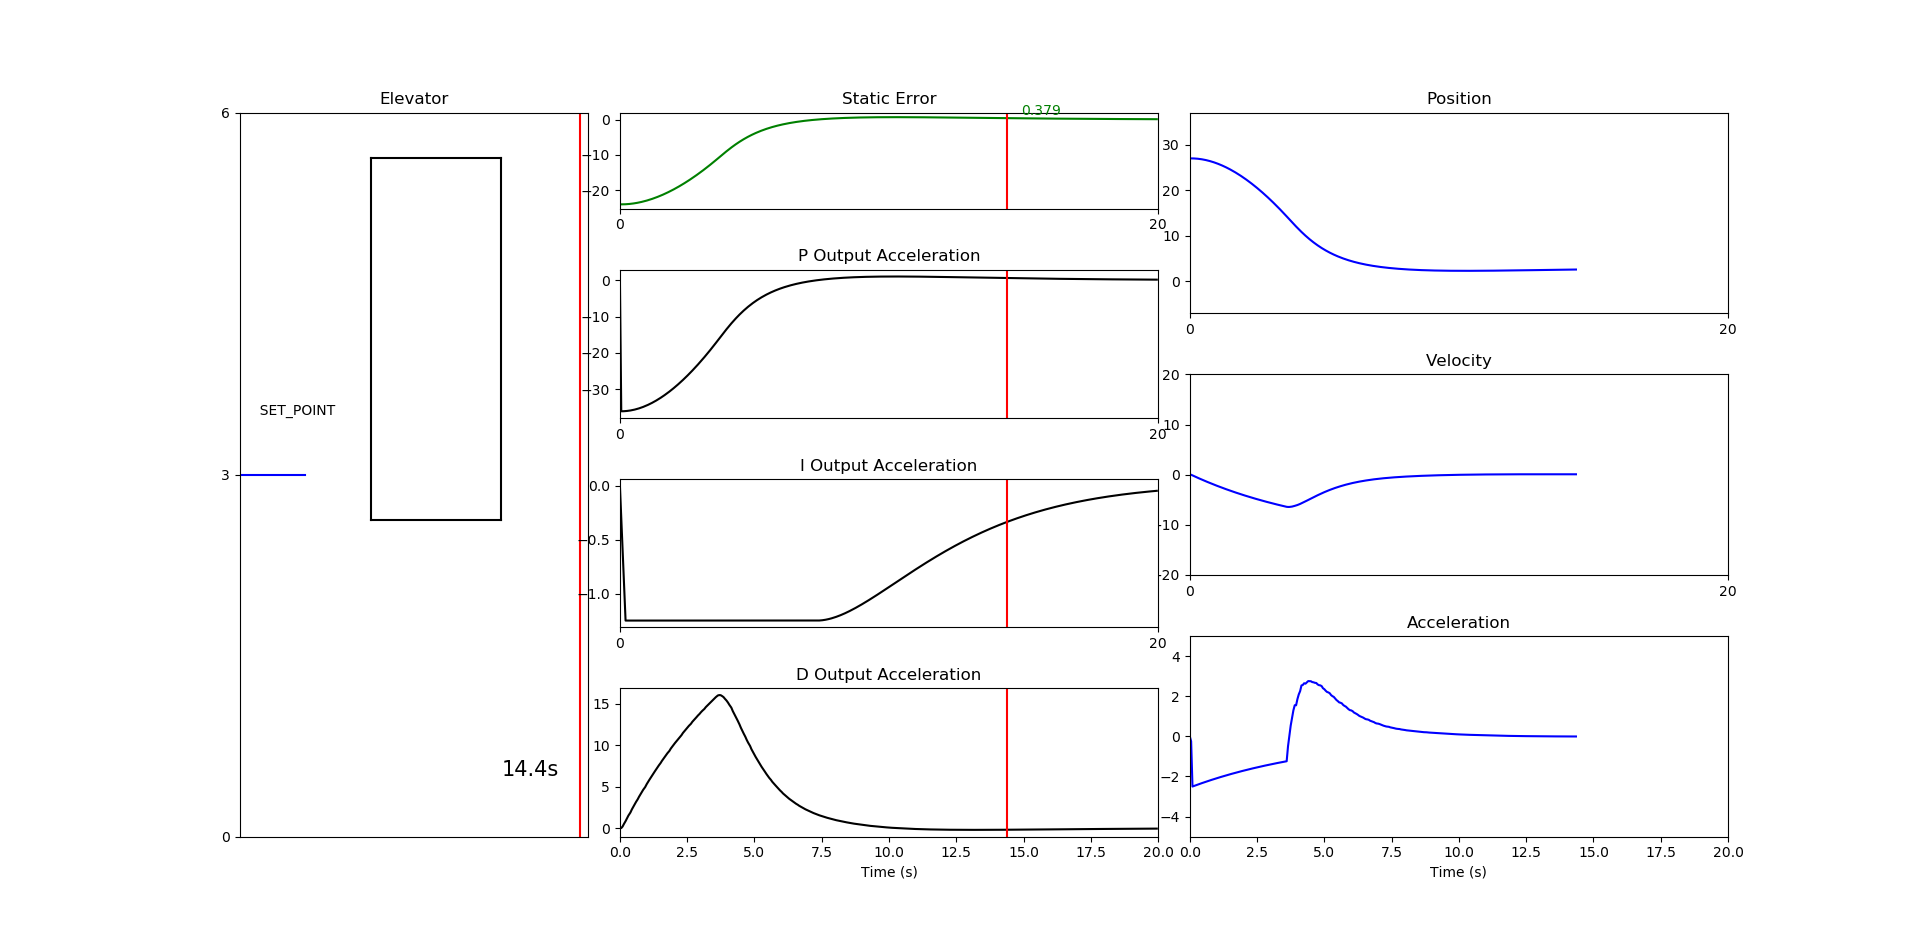 Elevator
6
SET_POINT
3
14.4s
0
Static Error
0.379
0
−10
−20
0 20
P Output Acceleration
0
−10
−20
−30
0 20
I Output Acceleration
0.0
−0.5
−1.0
0 20
D Output Acceleration
15
10
5
0
0.0 2.5 5.0 7.5 10.0 12.5 15.0 17.5 20.0
Time (s)
Position
30
20
10
0
0 20
Velocity
20
10
0
-10
-20
0 20
Acceleration
4
2
0
−2
−4
0.0 2.5 5.0 7.5 10.0 12.5 15.0 17.5 20.0
Time (s)